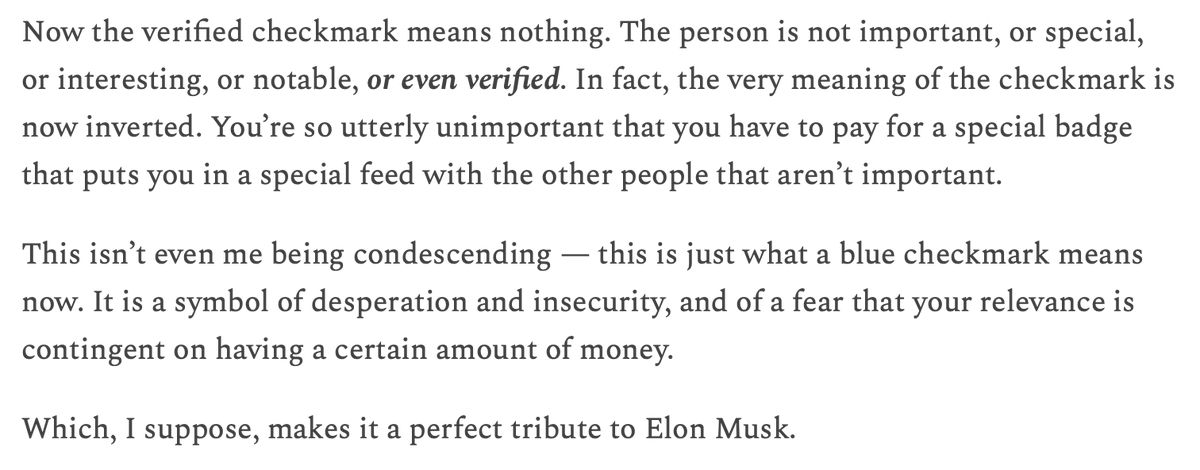 Now the verified checkmark means nothing. The person is not important, or special,
or interesting, or notable, or even verified. In fact, the very meaning of the checkmark is
now inverted. You’re so utterly unimportant that you have to pay for a special badge
that puts you in a special feed with the other people that aren’t important.
This isn’t even me being condescending — this is just what a blue checkmark means
now. It is a symbol of desperation and insecurity, and of a fear that your relevance is
contingent on having a certain amount of money.
Which, I suppose, makes it a perfect tribute to Elon Musk.